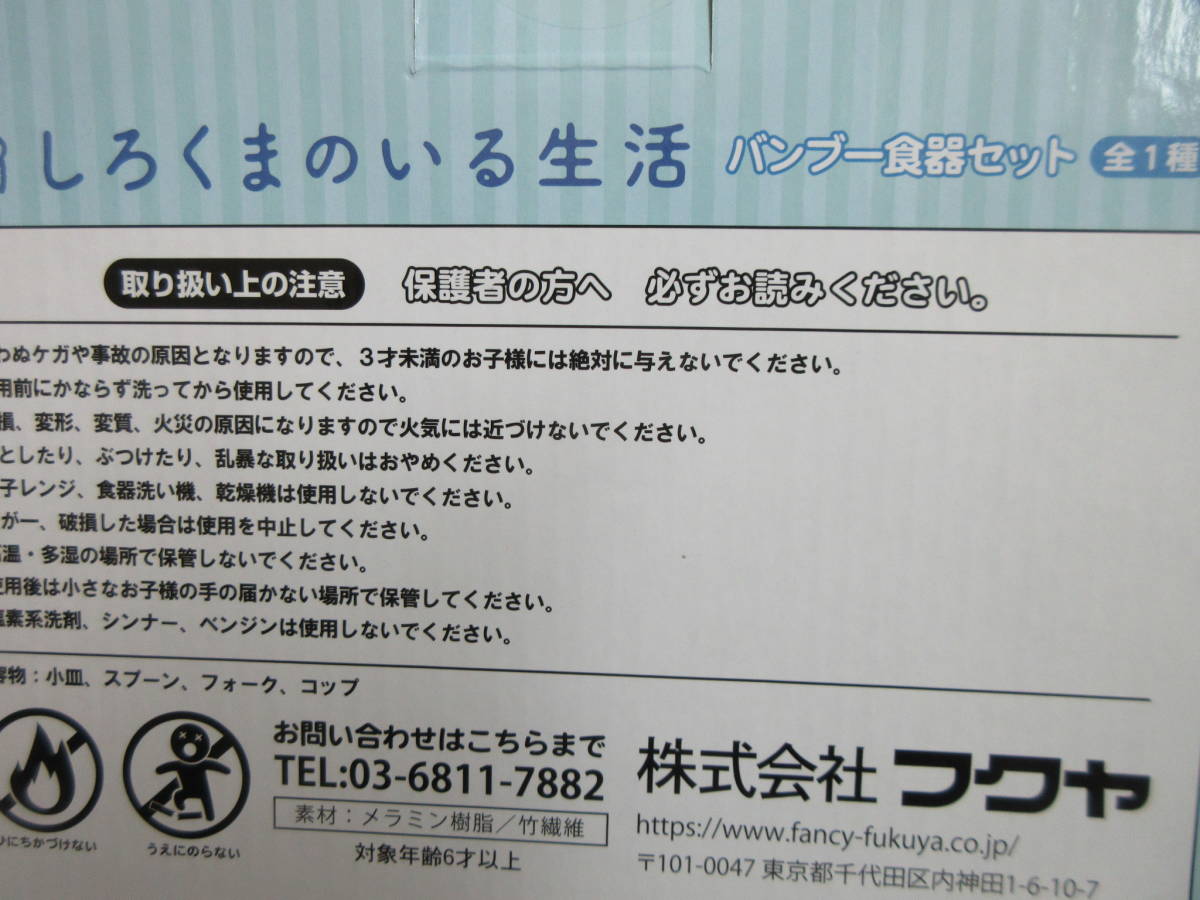 しろくまのいる生活 バンブー食器セット 全1種
取り扱い上の注意 保護者の方へ 必ずお読みください。
わぬケガや事故の原因となりますので、3才未満のお子様には絶対に与えないでください。
用前にかならず洗ってから使用してください。
損、変形、変質、火災の原因になりますので火気には近づけないでください。
としたり、ぶつけたり、乱暴な取り扱いはおやめください。
子レンジ、食器洗い機、乾燥機は使用しないでください。
が一、破損した場合は使用を中止してください。
温・多湿の場所で保管しないでください。
使用後は小さなお子様の手の届かない場所で保管してください。
塩素系洗剤、シンナー、ベンジンは使用しないでください。
容物：小皿、スプーン、フォーク、コップ
ひにちかづけない
うえにのらない
お問い合わせはこちらまで
TEL:03-6811-7882
素材：メラミン樹脂／竹繊維
対象年齢6才以上
株式会社フクヤ
https://www.fancy-fukuya.co.jp/
〒101-0047 東京都千代田区内神田1-6-10-7